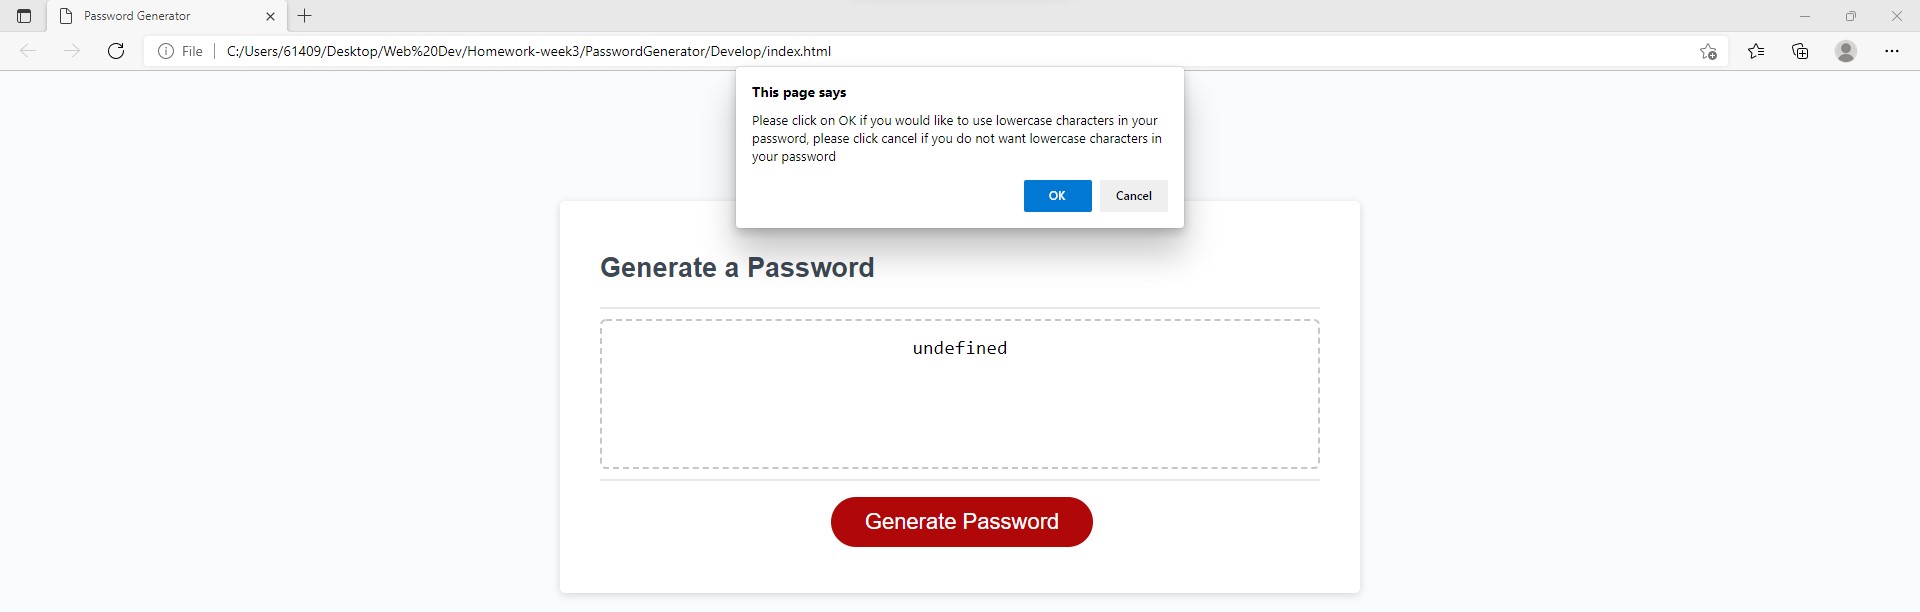 Password Generator
File
C:/Users/61409/Desktop/Web%20Dev/Homework-week3/PasswordGenerator/Develop/index.html
This page says
Please click on OK if you would like to use lowercase characters in your
password, please click cancel if you do not want lowercase characters in
your password
OK
Cancel
Generate a Password
undefined
Generate Password